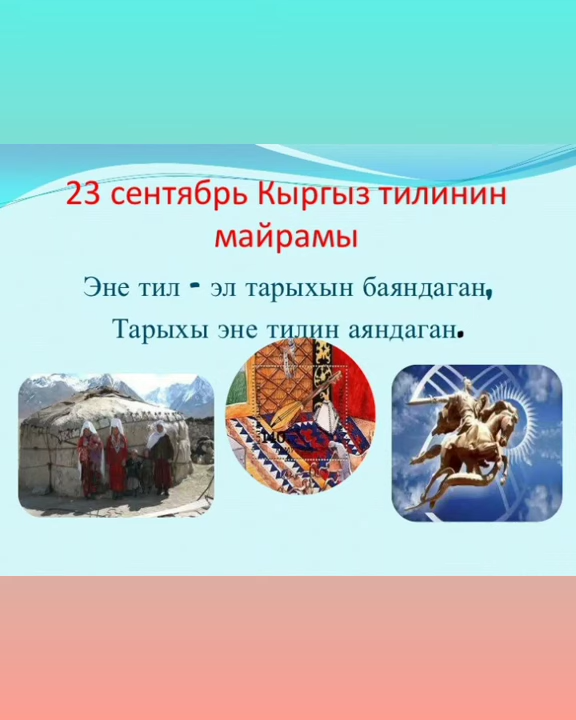 23 сентябрь Кыргыз тилинин
майрамы
Эне тил - эл тарыхын баяндаган,
Тарыхы эне тилин аяндаган.